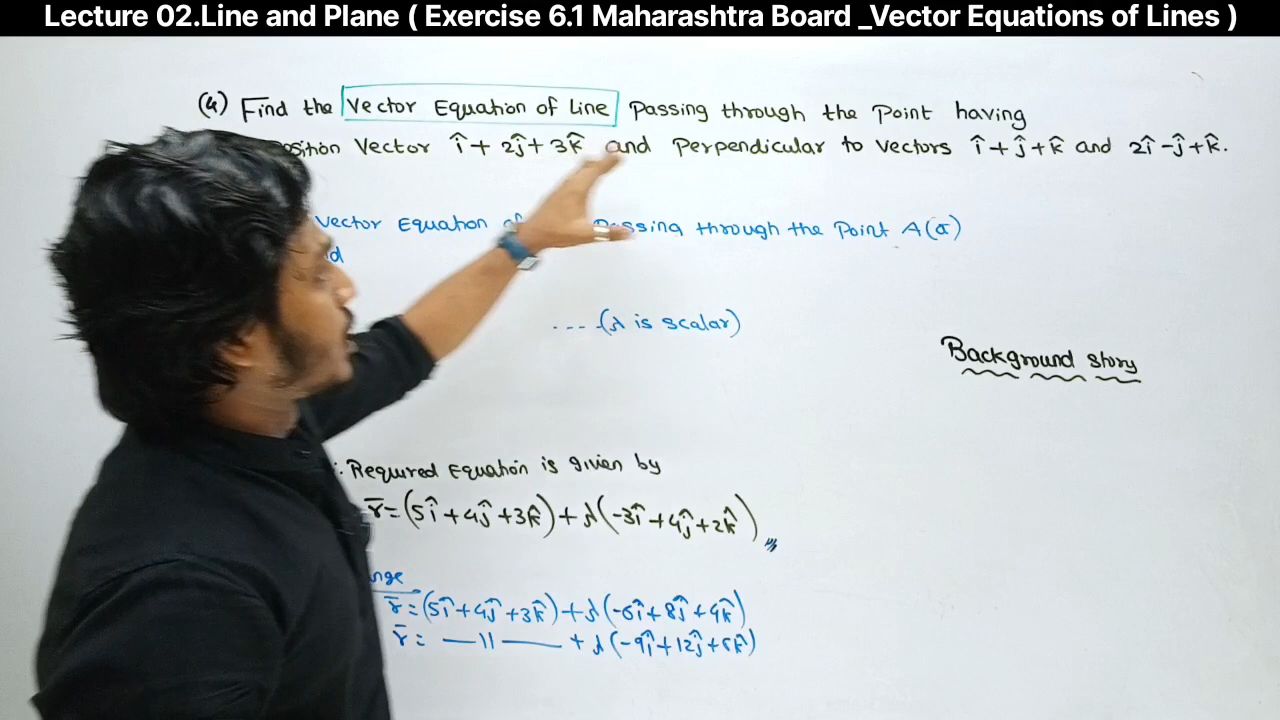 Lecture 02.Line and Plane ( Exercise 6.1 Maharashtra Board _Vector Equations of Lines )
(4) Find the Vector Equation of Line passing through the Point having
Vector î + 2ĵ + 3k̂ and Perpendicular to vectors î + ĵ + k̂ and 2î - ĵ + k̂.
Vector Equation passing through the Point A(ā)
.... (λ is scalar)
Background story
∴ Required Equation is given by
r̄ = (5î + 4ĵ + 3k̂) + λ(-3î + 4ĵ + 2k̂)
r̄ = (5î + 4ĵ + 3k̂) + λ(-6î + 8ĵ + 4k̂)
r̄ = —11— + λ(-9î + 12ĵ + 6k̂)